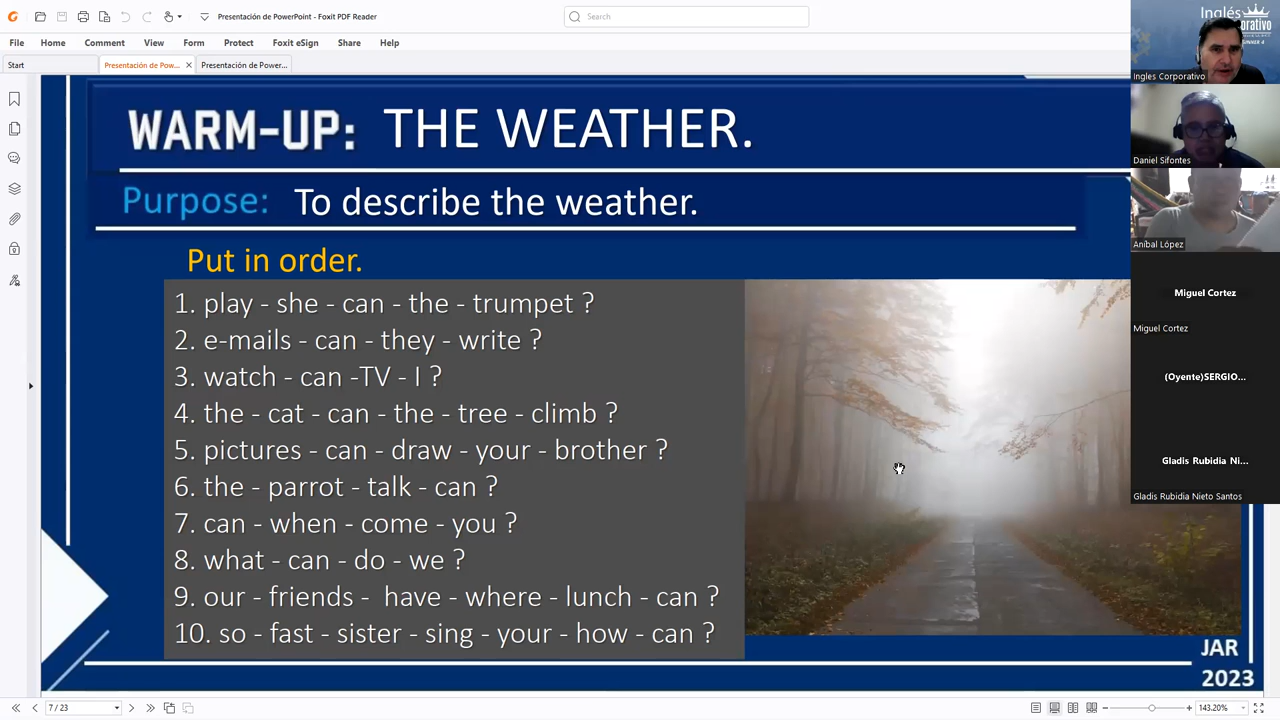 Presentación de PowerPoint - Foxit PDF Reader
Search
File Home Comment View Form Protect Foxit eSign Share Help
Start
Presentación de Pow...
Presentación de Power...
WARM-UP: THE WEATHER.
Purpose: To describe the weather.
Put in order.
1. play - she - can - the - trumpet ?
2. e-mails - can - they - write ?
3. watch - can -TV - I ?
4. the - cat - can - the - tree - climb ?
5. pictures - can - draw - your - brother ?
6. the - parrot - talk - can ?
7. can - when - come - you ?
8. what - can - do - we ?
9. our - friends - have - where - lunch - can ?
10. so - fast - sister - sing - your - how - can ?
JAR
2023
Inglés
Ingles Corporativo
Daniel Sifontes
Aníbal López
Miguel Cortez
Miguel Cortez
(Oyente)SERGIO...
Gladis Rubidia Ni...
Gladis Rubidia Nieto Santos
7 / 23
143.20%